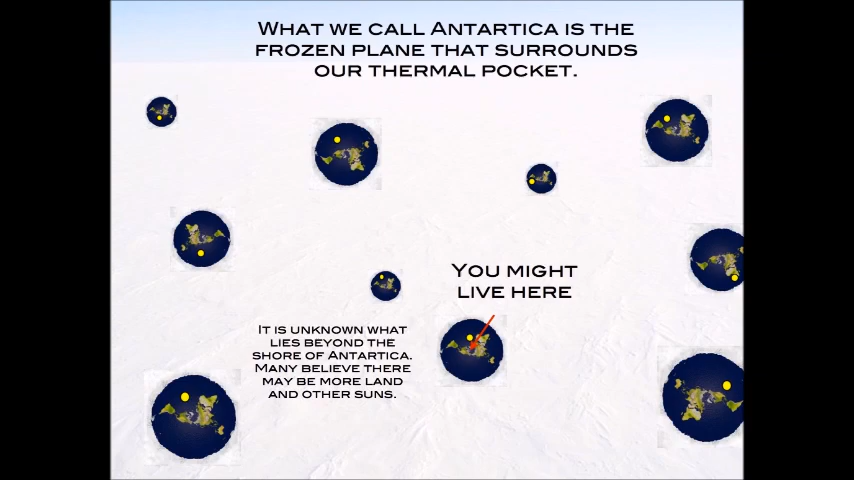 What we call Antartica is the
frozen plane that surrounds
our thermal pocket.
You might
live here
It is unknown what
lies beyond the
shore of Antartica.
Many believe there
may be more land
and other suns.